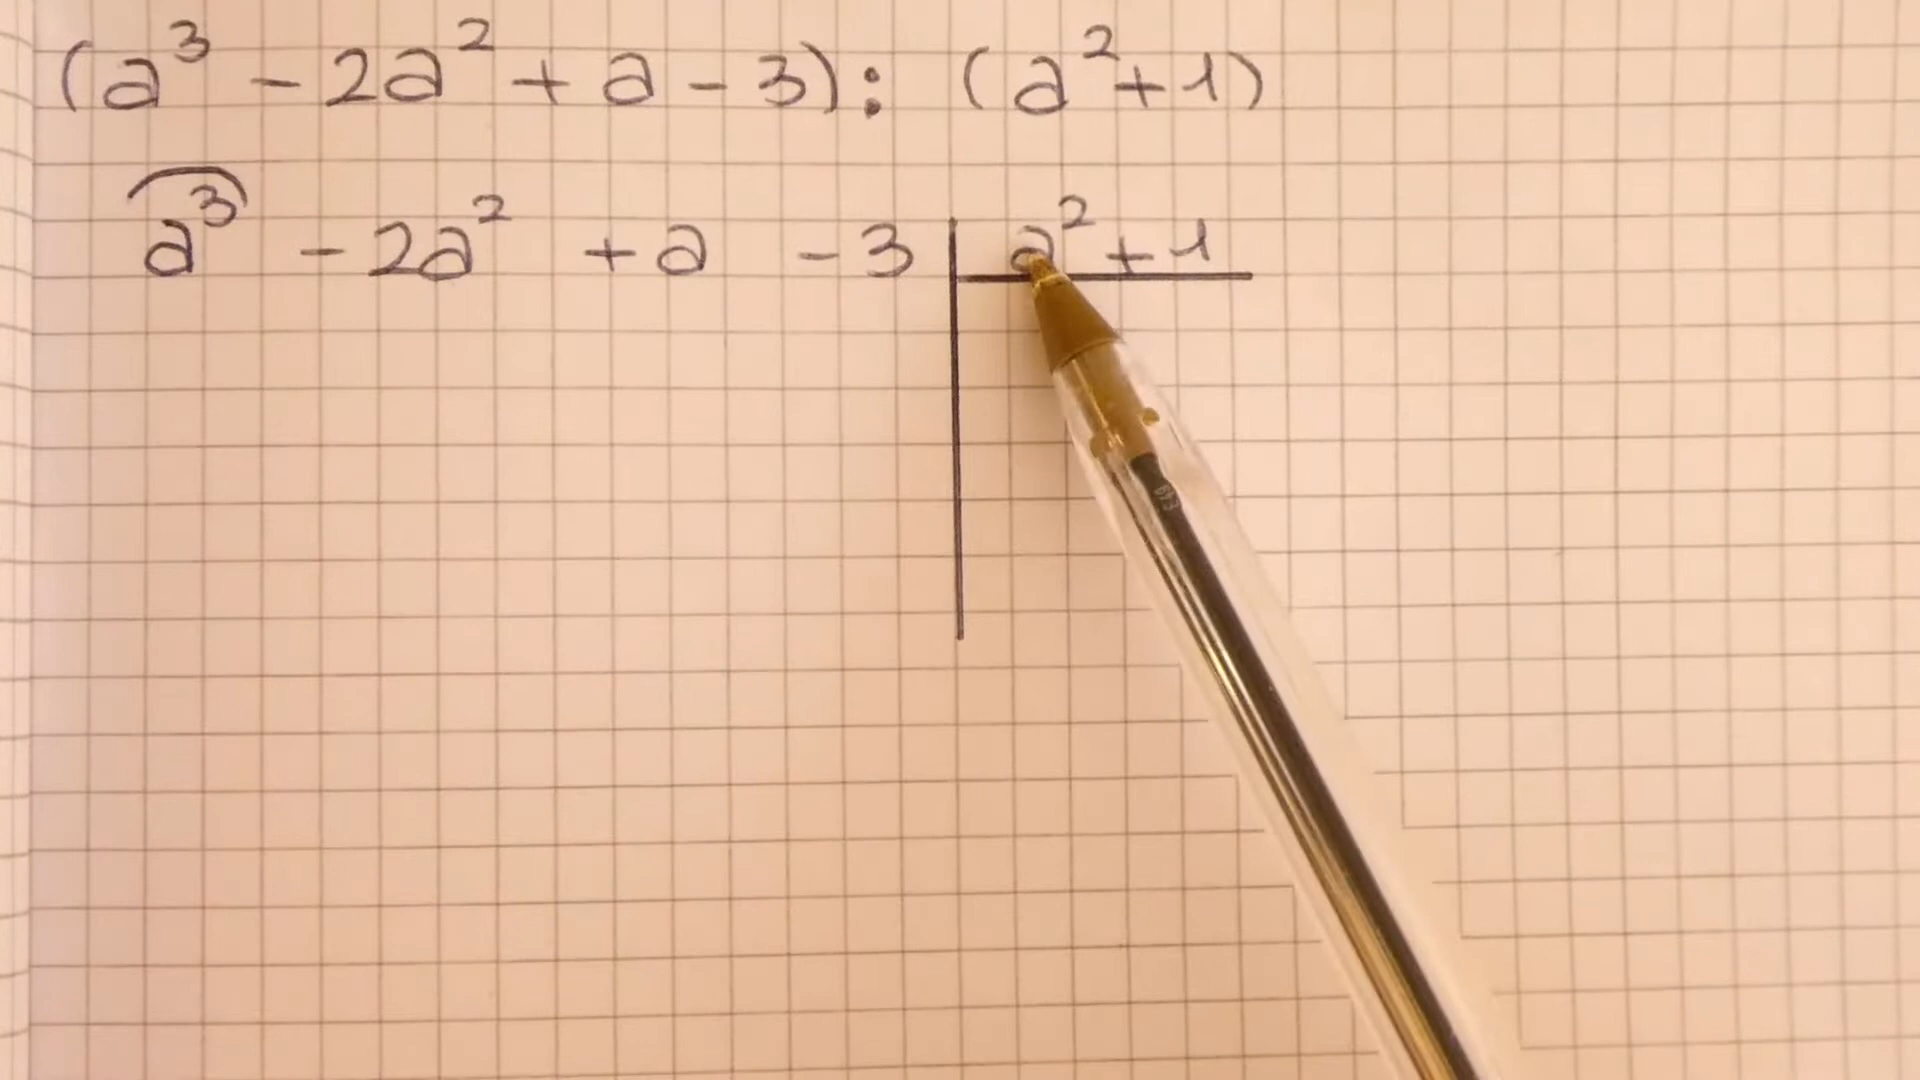 (a³ - 2a² + a - 3): (a² + 1)
a³ - 2a² + a - 3 | a² + 1